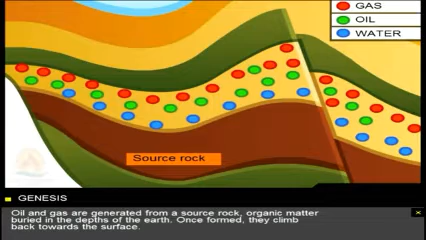 GAS
OIL
WATER
Source rock
GENESIS
Oil and gas are generated from a source rock, organic matter
buried in the depths of the earth. Once formed, they climb
back towards the surface.